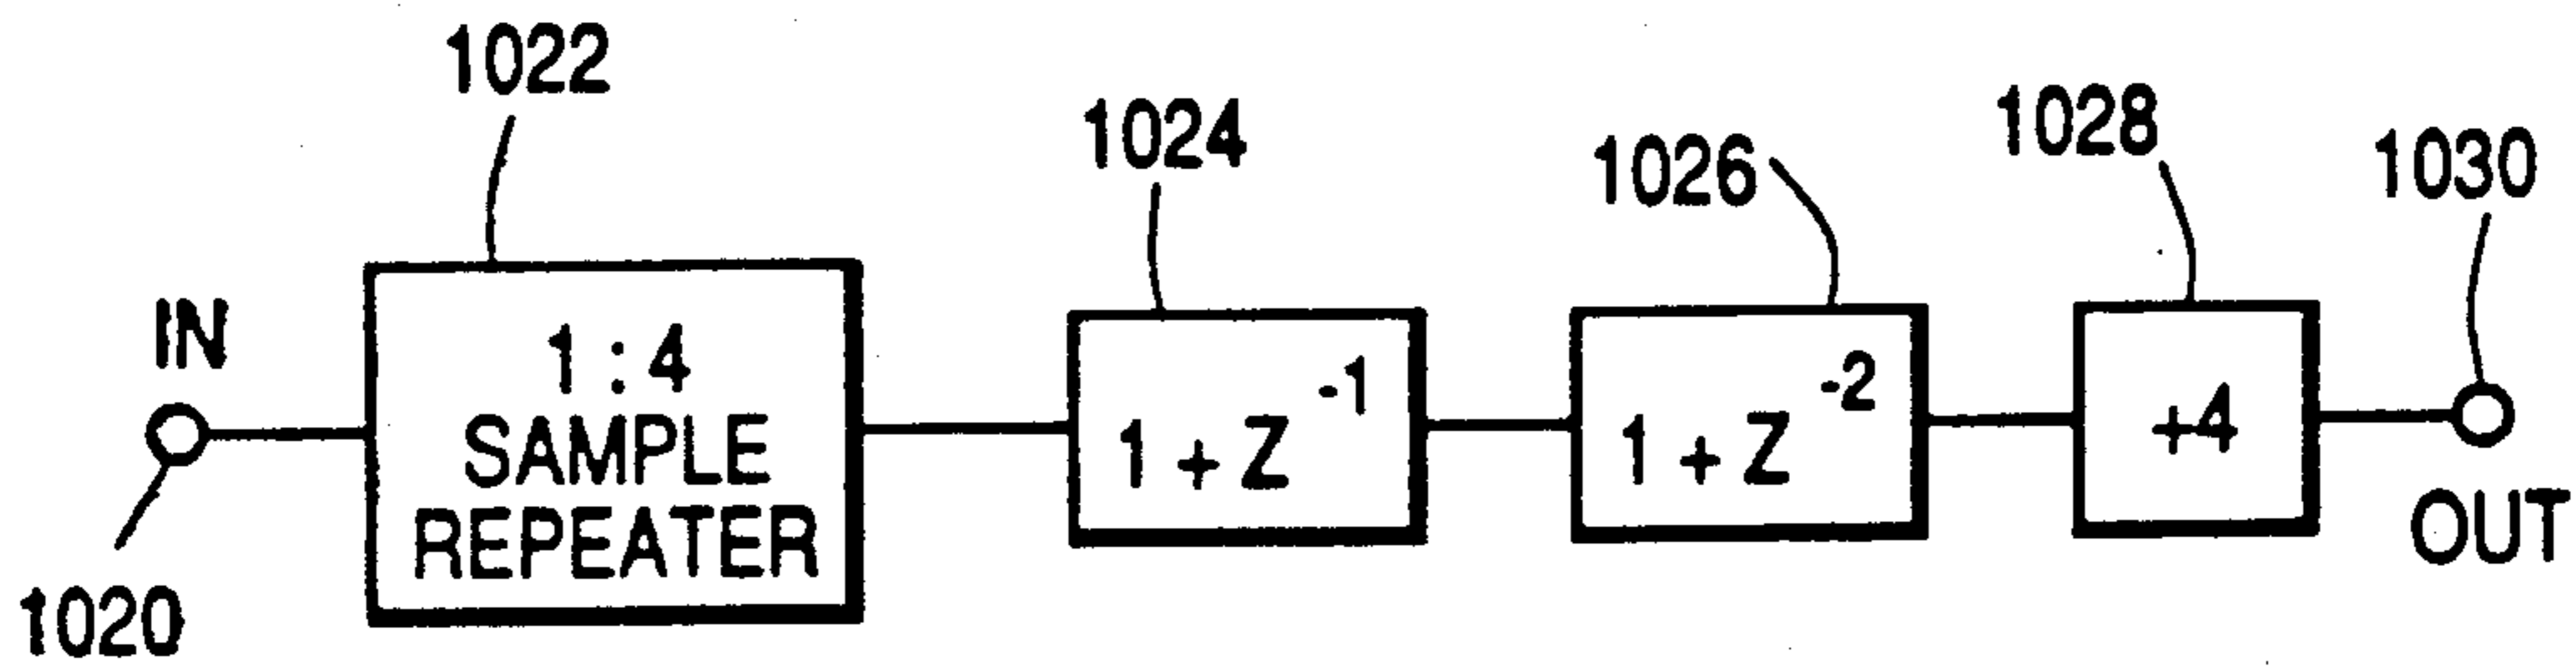 1022
1024
1026
1028
1030
IN
1 : 4
SAMPLE
REPEATER
1 + Z -1
1 + Z -2
+4
OUT
1020